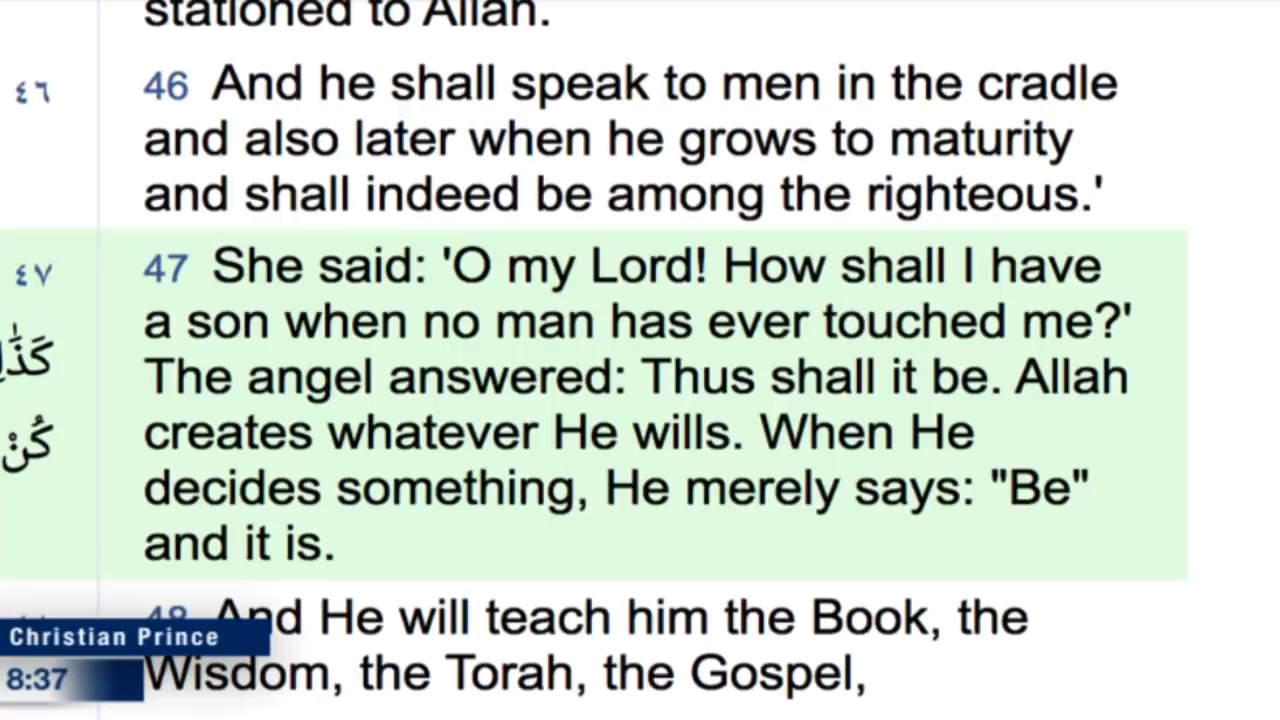 stationed to Allah.
٤٦
46 And he shall speak to men in the cradle
and also later when he grows to maturity
and shall indeed be among the righteous.'
٤٧
47 She said: 'O my Lord! How shall I have
a son when no man has ever touched me?'
The angel answered: Thus shall it be. Allah
creates whatever He wills. When He
decides something, He merely says: "Be"
and it is.
كُنْ
48 And He will teach him the Book, the
Wisdom, the Torah, the Gospel,
Christian Prince
8:37